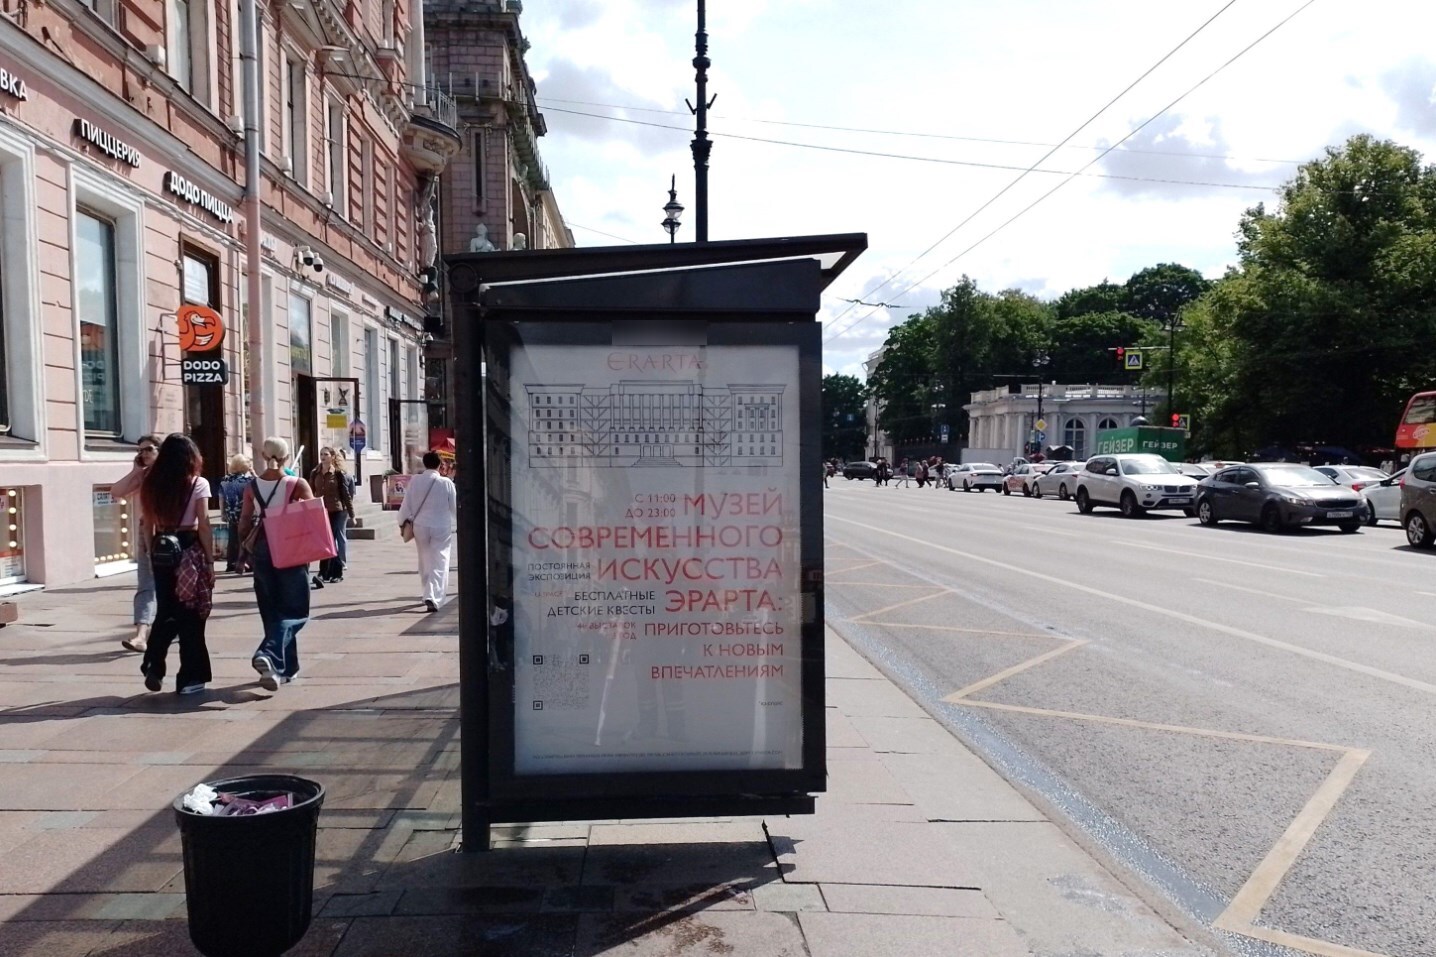 ВКА
ПИЦЦЕРИЯ
ДОДО ПИЦЦА
DODO
PIZZA
ERARTA
С 11:00
ДО 23:00
МУЗЕЙ
СОВРЕМЕННОГО
ПОСТОЯННАЯ
ЭКСПОЗИЦИЯ
ИСКУССТВА
БЕСПЛАТНЫЕ
ДЕТСКИЕ КВЕСТЫ
ЭРАРТА:
ПРИГОТОВЬТЕСЬ
К НОВЫМ
ВПЕЧАТЛЕНИЯМ
ГЕЙЗЕР
ГЕЙЗЕР